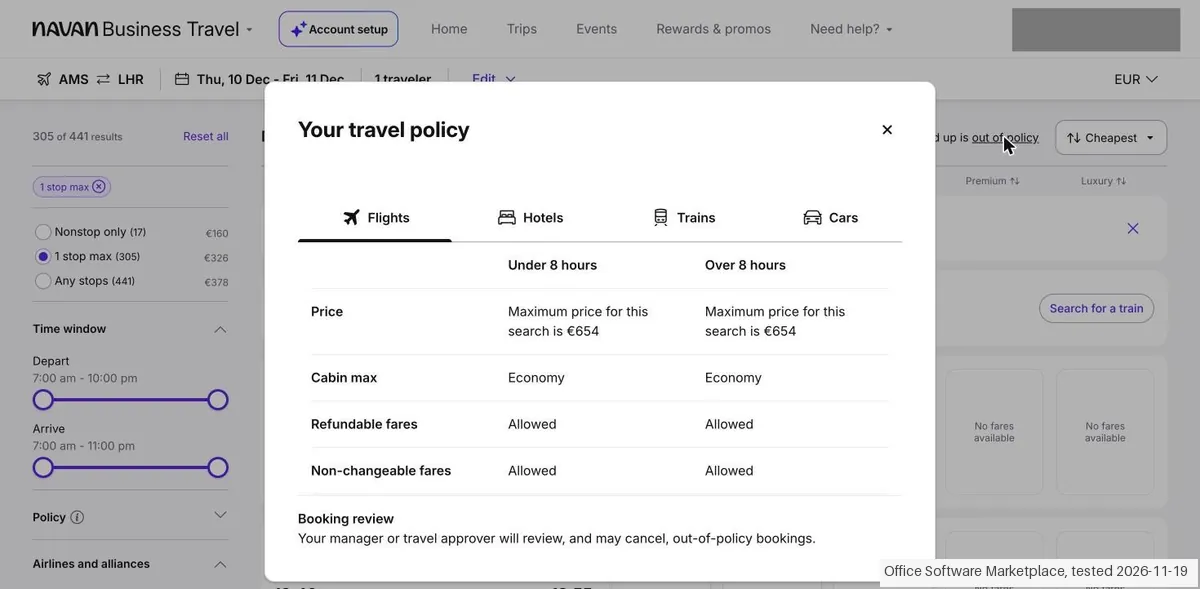 NAVAN Business Travel
Account setup
Home
Trips
Events
Rewards & promos
Need help?
AMS LHR
Thu, 10 Dec - Fri, 11 Dec
1 traveler
Edit
EUR
305 of 441 results
Reset all
d up is out of policy
Cheapest
Premium
Luxury
1 stop max
Nonstop only (17) €160
1 stop max (305) €326
Any stops (441) €378
Time window
Depart
7:00 am - 10:00 pm
Arrive
7:00 am - 11:00 pm
Policy
Airlines and alliances
Your travel policy
Flights
Hotels
Trains
Cars
Under 8 hours
Over 8 hours
Price
Maximum price for this
search is €654
Maximum price for this
search is €654
Cabin max
Economy
Economy
Refundable fares
Allowed
Allowed
Non-changeable fares
Allowed
Allowed
Booking review
Your manager or travel approver will review, and may cancel, out-of-policy bookings.
Search for a train
No fares
available
No fares
available
Office Software Marketplace, tested 2026-11-19